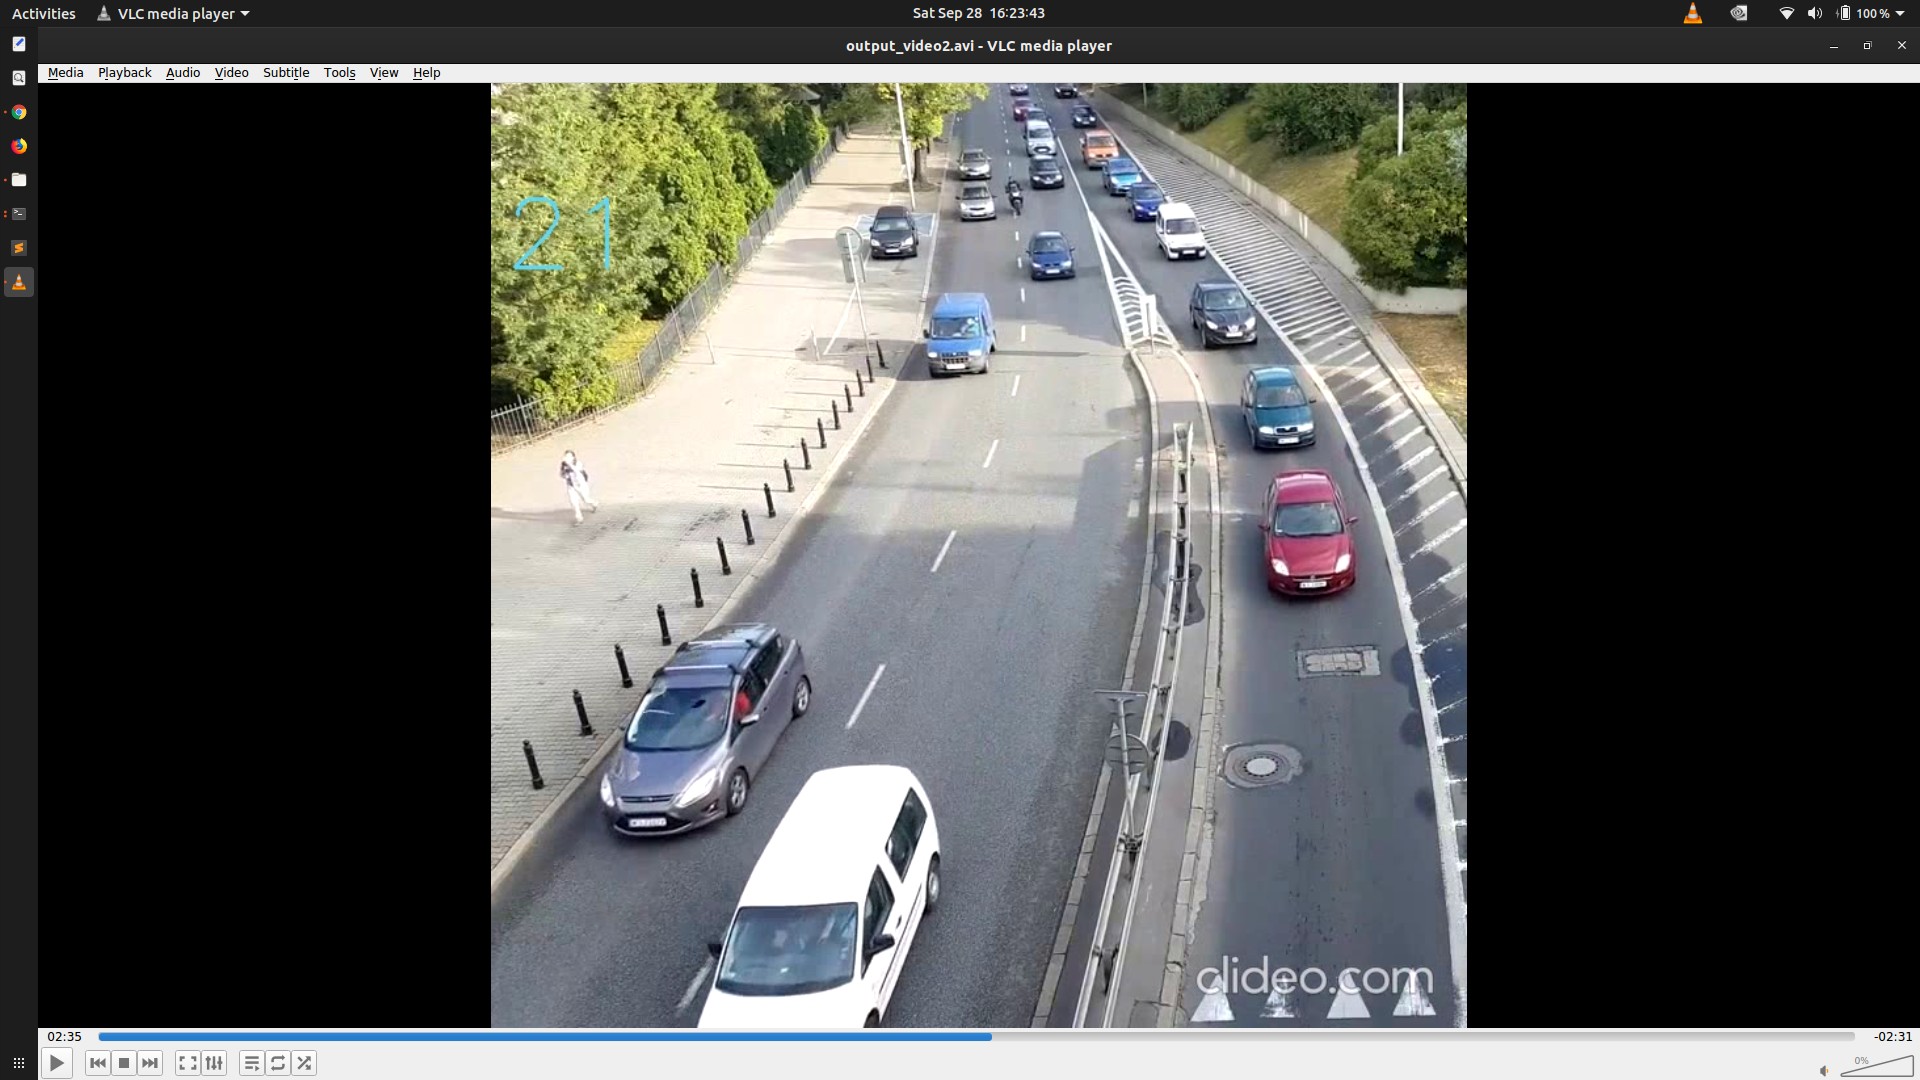 Activities VLC media player Sat Sep 28 16:23:43 100 %
output_video2.avi - VLC media player
Media Playback Audio Video Subtitle Tools View Help
21
clideo.com
02:35 -02:31
0%